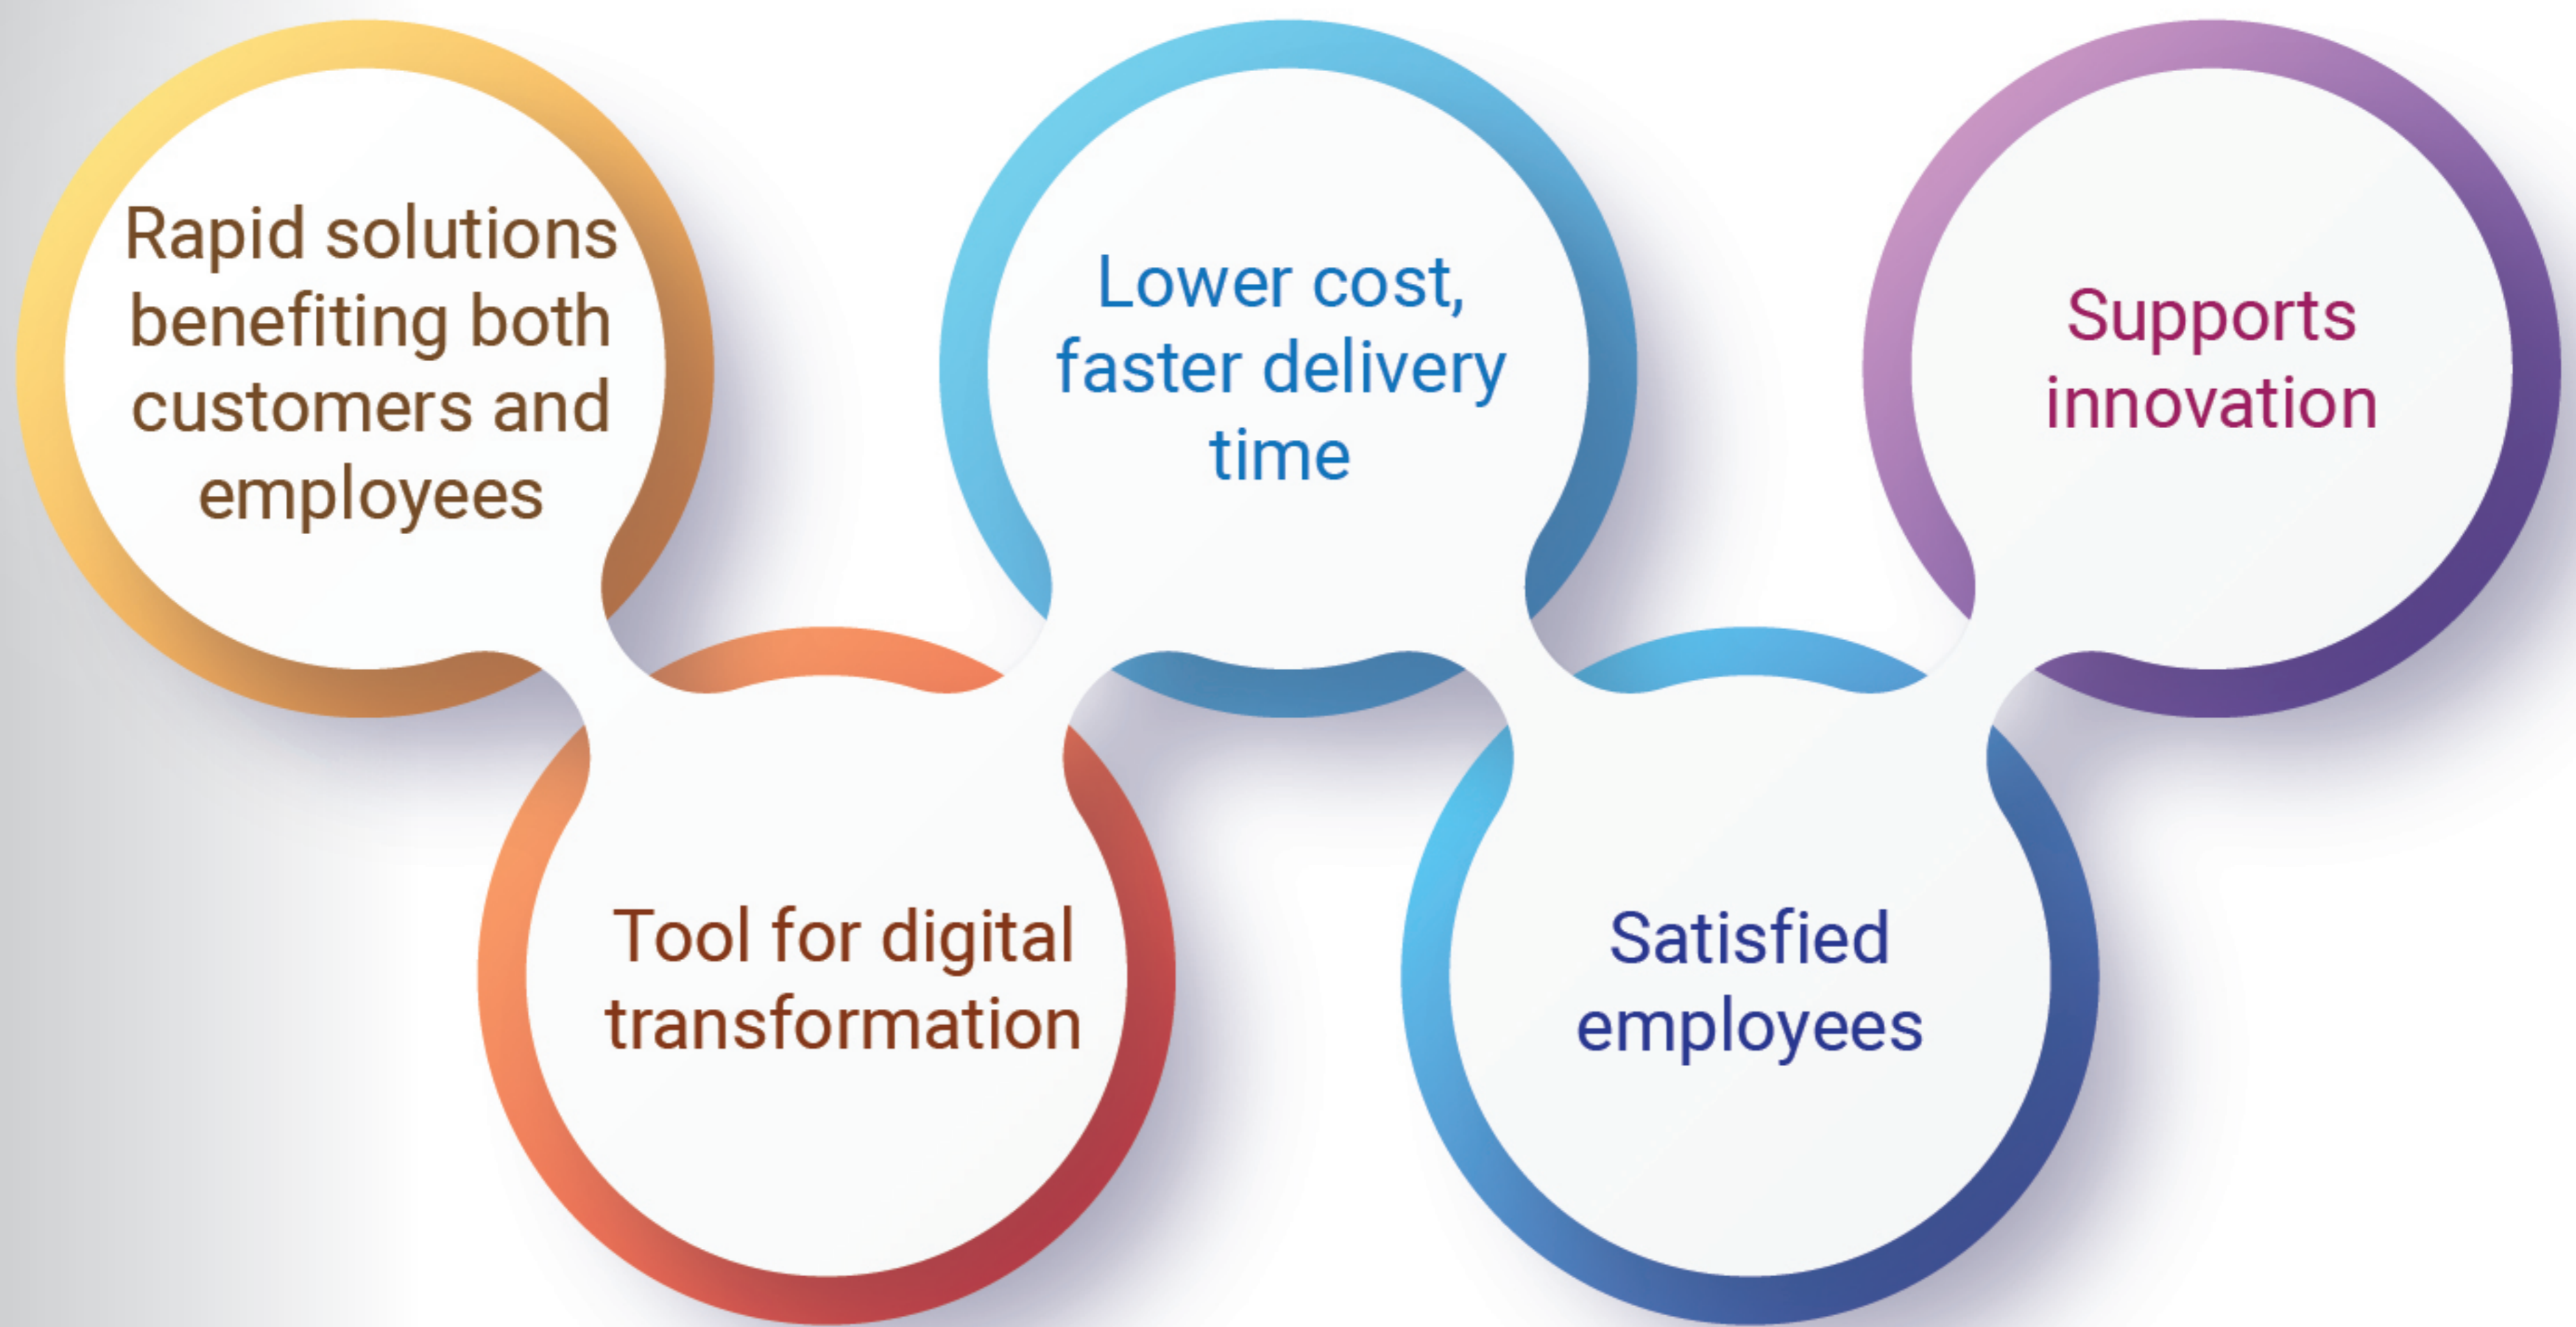 Rapid solutions
benefiting both
customers and
employees
Tool for digital
transformation
Lower cost,
faster delivery
time
Satisfied
employees
Supports
innovation